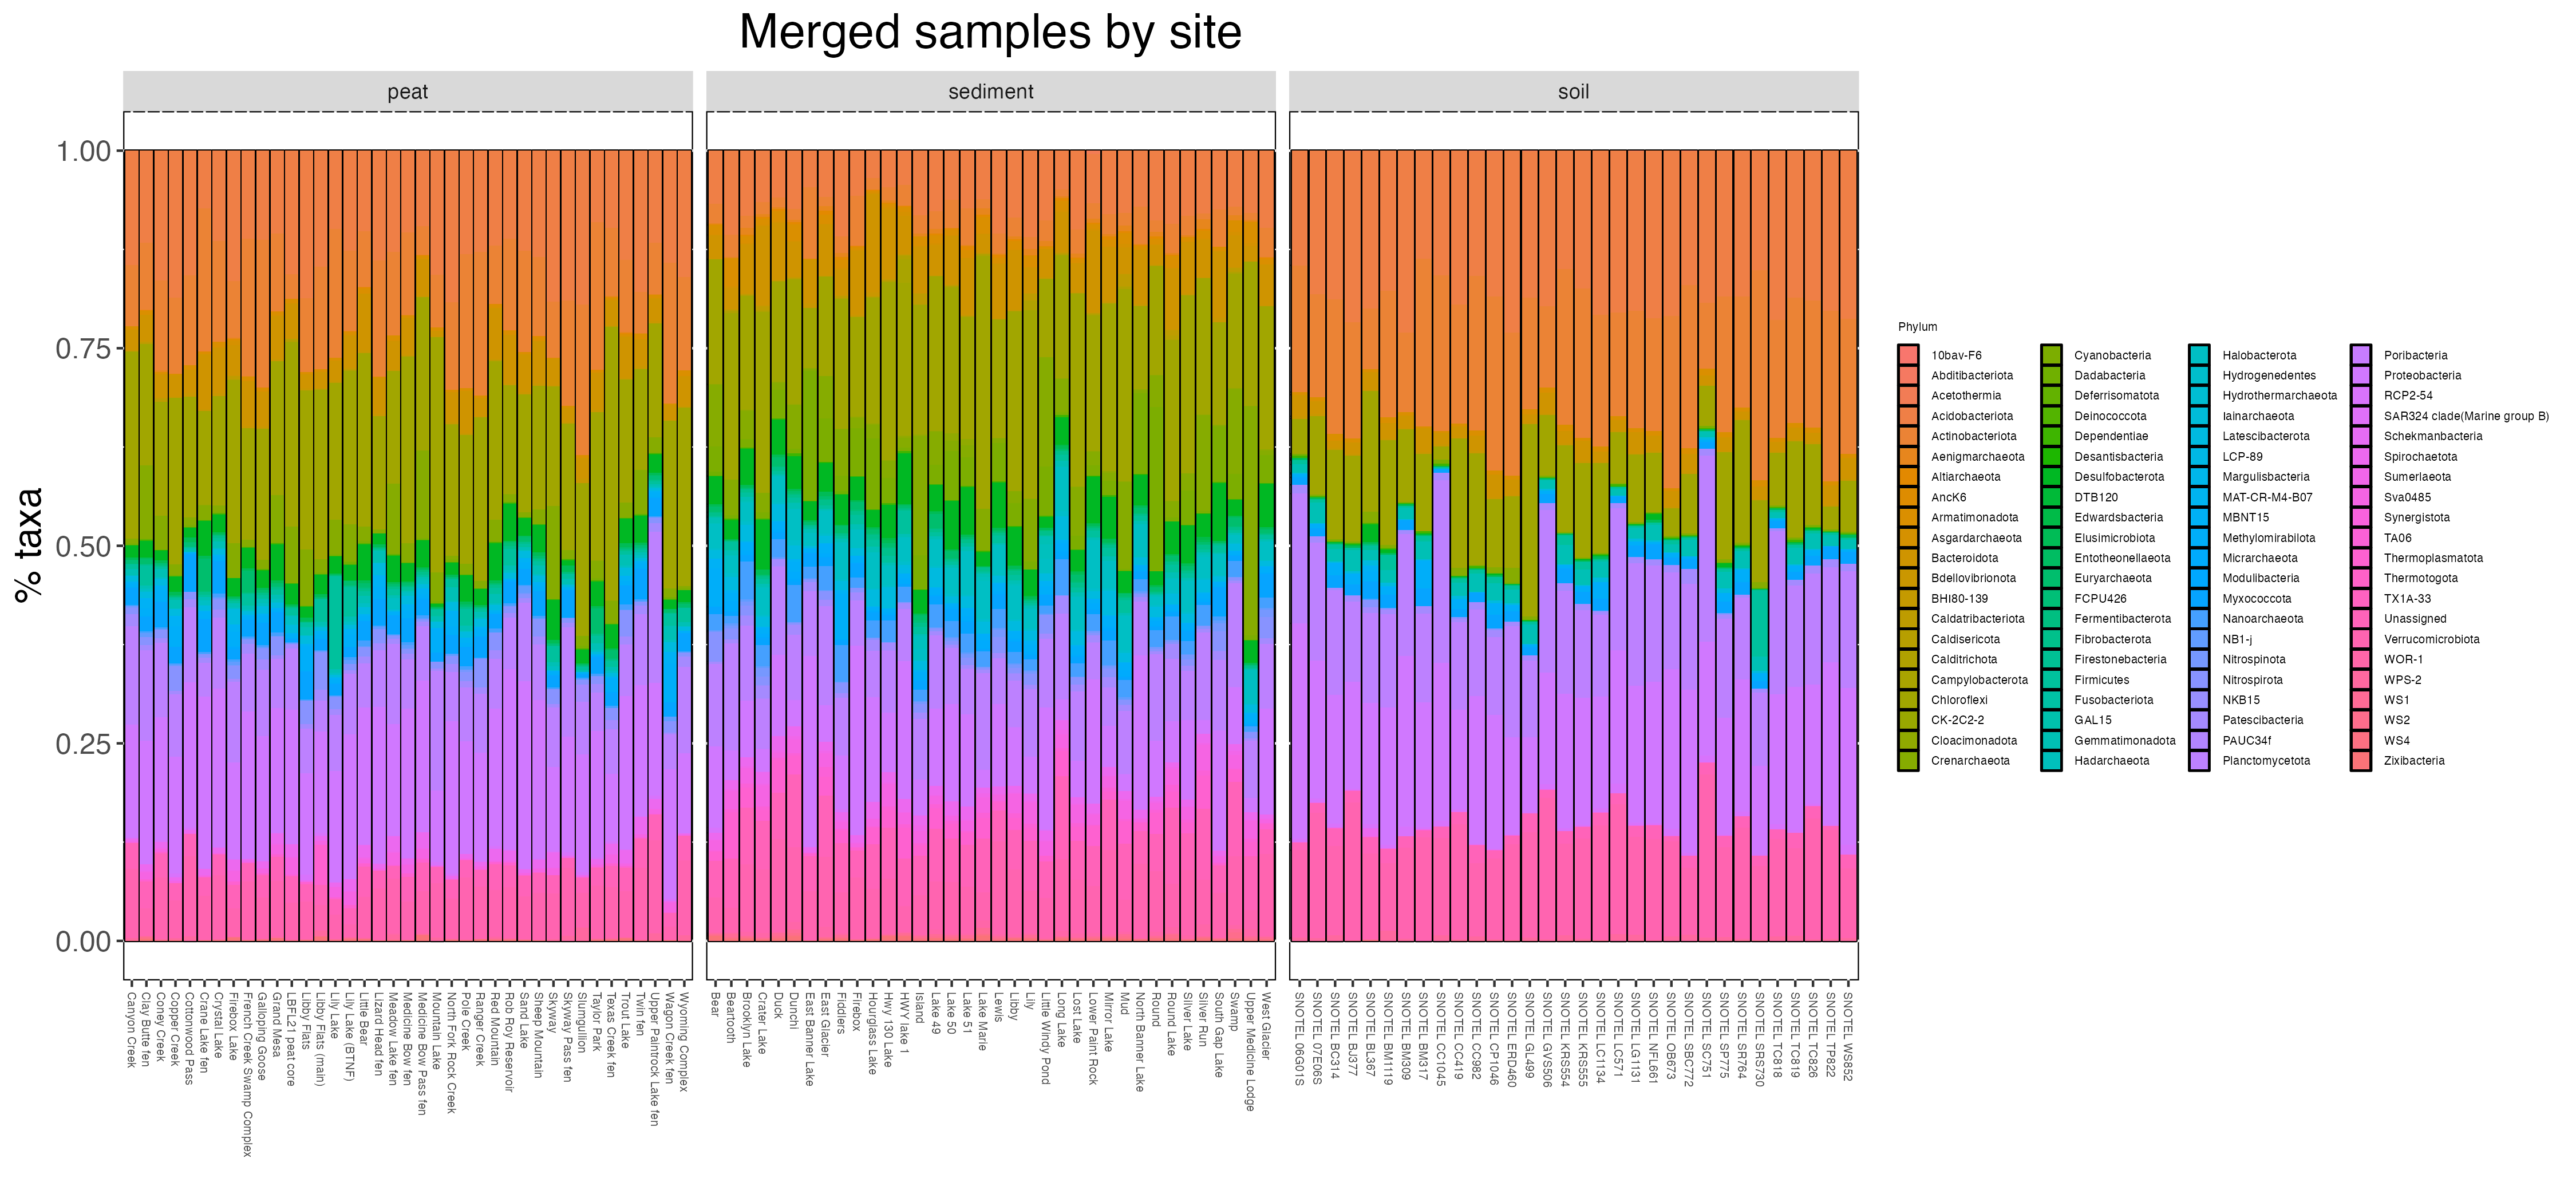 Merged samples by site
peat
sediment
soil
% taxa
1.00
0.75
0.50
0.25
0.00
Canyon Creek
Clay Butte fen
Coney Creek
Copper Creek
Cottonwood Pass
Crane Lake fen
Crystal Lake
Firebox Lake
French Creek Swamp Complex
Galloping Goose
Grand Mesa
LBFL21 peat core
Libby Flats
Libby Flats (main)
Lily Lake
Lily Lake (BTNF)
Little Bear
Lizard Head fen
Meadow Lake fen
Medicine Bow fen
Medicine Bow Pass fen
Mountain Lake
North Fork Rock Creek
Pole Creek
Ranger Creek
Red Mountain
Rob Roy Reservoir
Sand Lake
Sheep Mountain
Skyway
Skyway Pass fen
Slumgullion
Taylor Park
Texas Creek fen
Trout Lake
Twin fen
Upper Paintrock Lake fen
Wagon Creek fen
Wyoming Complex
Bear
Beartooth
Brooklyn Lake
Crater Lake
Duck
Dunchi
East Banner Lake
East Glacier
Fiddlers
Firebox
Hourglass Lake
Hwy 130 Lake
HWY lake 1
Island
Lake 49
Lake 50
Lake 51
Lake Marie
Lewis
Libby
Lily
Little Windy Pond
Long Lake
Lost Lake
Lower Paint Rock
Mirror Lake
Mud
North Banner Lake
Round
Round Lake
Silver Lake
Silver Run
South Gap Lake
Swamp
Upper Medicine Lodge
West Glacier
SNOTEL 06G01S
SNOTEL 07E06S
SNOTEL BC314
SNOTEL BJ377
SNOTEL BL367
SNOTEL BM1119
SNOTEL BM309
SNOTEL BM317
SNOTEL CC1045
SNOTEL CC419
SNOTEL CC982
SNOTEL CP1046
SNOTEL ERD460
SNOTEL GL499
SNOTEL GVS506
SNOTEL KRS554
SNOTEL KRS555
SNOTEL LC1134
SNOTEL LC571
SNOTEL LG1131
SNOTEL NFL661
SNOTEL OB673
SNOTEL SBC772
SNOTEL SC751
SNOTEL SP775
SNOTEL SR764
SNOTEL SRS730
SNOTEL TC818
SNOTEL TC819
SNOTEL TC826
SNOTEL TP822
SNOTEL WS852
Phylum
10bav-F6
Abditibacteriota
Acetothermia
Acidobacteriota
Actinobacteriota
Aenigmarchaeota
Altiarchaeota
AncK6
Armatimonadota
Asgardarchaeota
Bacteroidota
Bdellovibrionota
BHI80-139
Caldatribacteriota
Caldisericota
Calditrichota
Campylobacterota
Chloroflexi
CK-2C2-2
Cloacimonadota
Crenarchaeota
Cyanobacteria
Dadabacteria
Deferrisomatota
Deinococcota
Dependentiae
Desantisbacteria
Desulfobacterota
DTB120
Edwardsbacteria
Elusimicrobiota
Entotheonellaeota
Euryarchaeota
FCPU426
Fermentibacterota
Fibrobacterota
Firestonebacteria
Firmicutes
Fusobacteriota
GAL15
Gemmatimonadota
Hadarchaeota
Halobacterota
Hydrogenedentes
Hydrothermarchaeota
Iainarchaeota
Latescibacterota
LCP-89
Margulisbacteria
MAT-CR-M4-B07
MBNT15
Methylomirabilota
Micrarchaeota
Modulibacteria
Myxococcota
Nanoarchaeota
NB1-j
Nitrospinota
Nitrospirota
NKB15
Patescibacteria
PAUC34f
Planctomycetota
Poribacteria
Proteobacteria
RCP2-54
SAR324 clade(Marine group B)
Schekmanbacteria
Spirochaetota
Sumerlaeota
Sva0485
Synergistota
TA06
Thermoplasmatota
Thermotogota
TX1A-33
Unassigned
Verrucomicrobiota
WOR-1
WPS-2
WS1
WS2
WS4
Zixibacteria